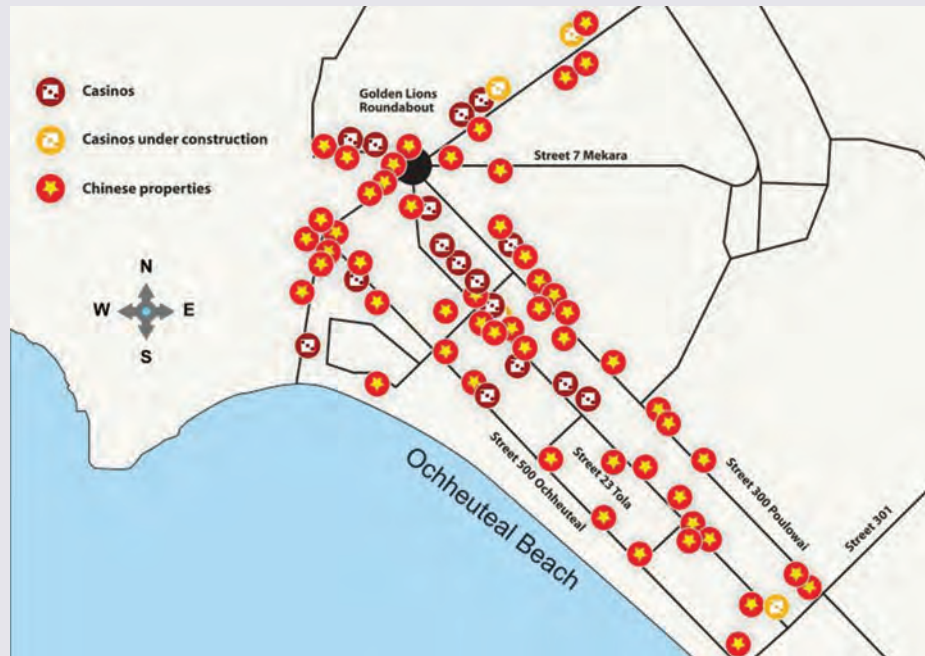 Casinos
Casinos under construction
Chinese properties
Golden Lions
Roundabout
Street 7 Mekara
N
W
E
S
Ochheuteal Beach
Street 500 Ochheuteal
Street 23 Tola
Street 300 Poulowai
Street 301